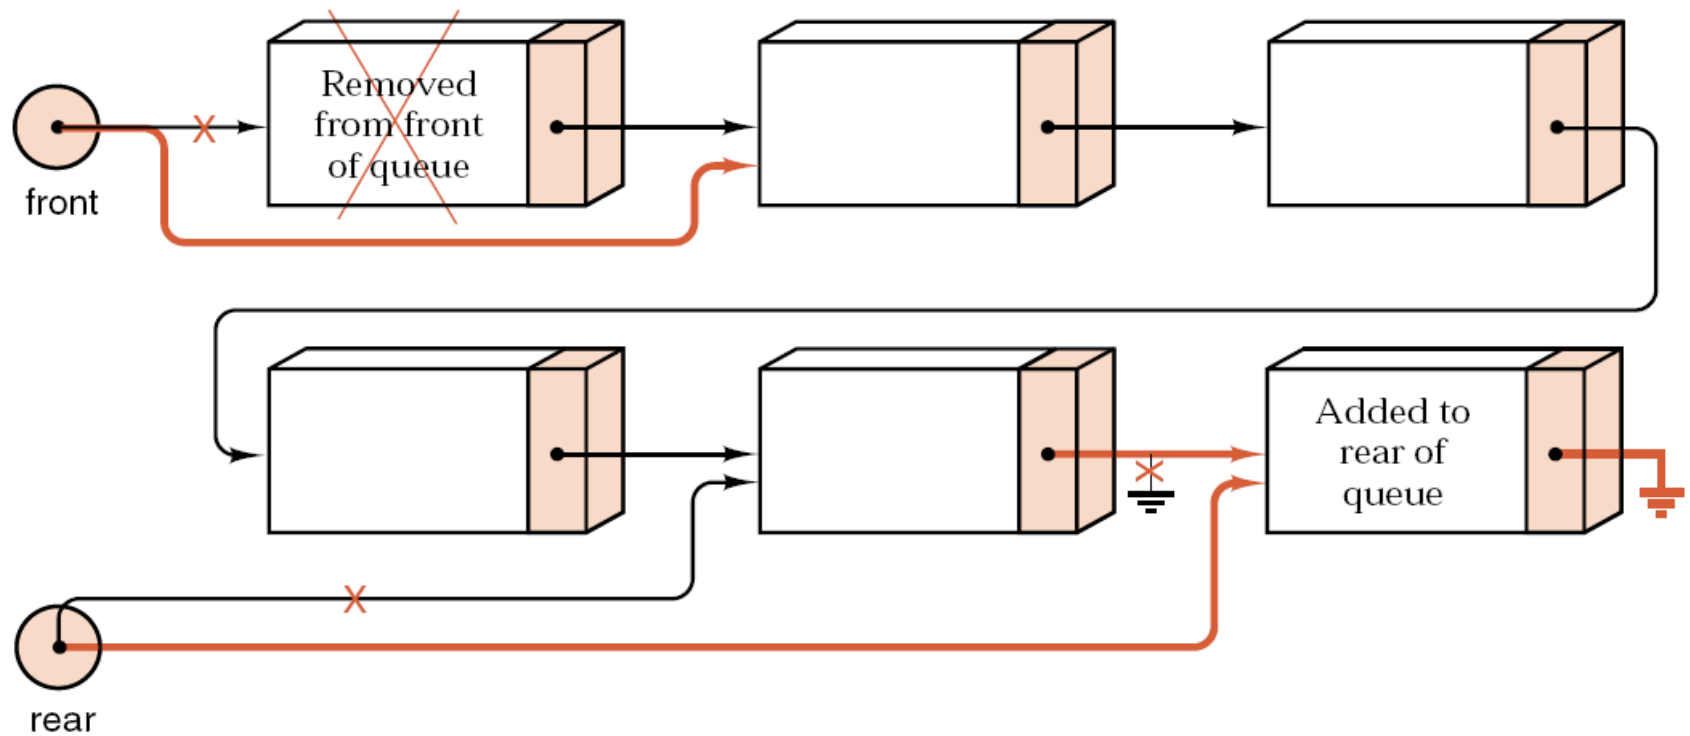 Removed
from front
of queue
front
Added to
rear of
queue
rear